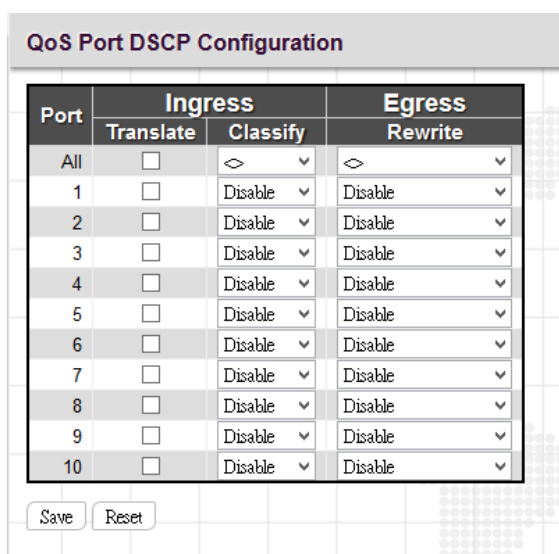 QoS Port DSCP Configuration
Port Ingress Egress
Translate Classify Rewrite
All <> <>
1 Disable Disable
2 Disable Disable
3 Disable Disable
4 Disable Disable
5 Disable Disable
6 Disable Disable
7 Disable Disable
8 Disable Disable
9 Disable Disable
10 Disable Disable
Save Reset